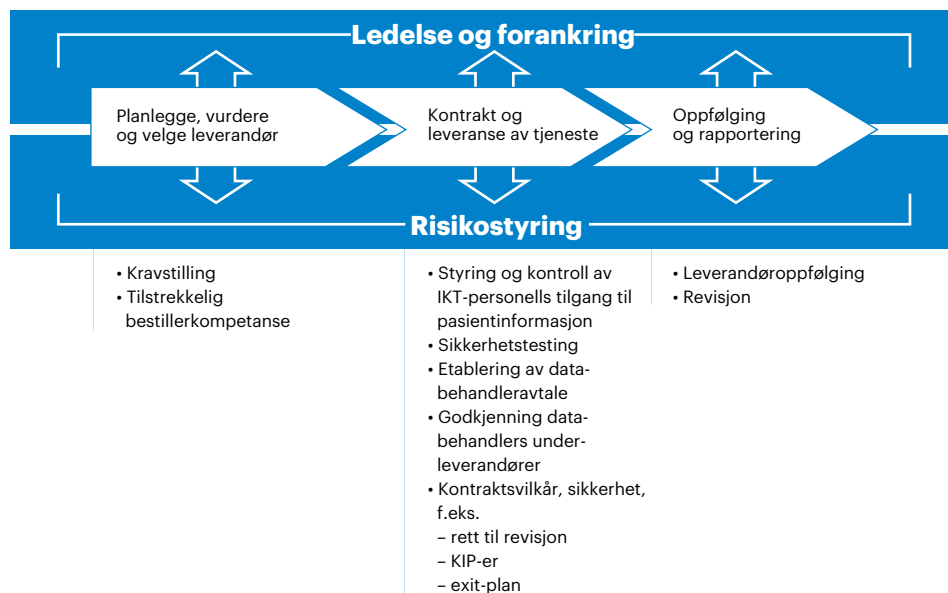 Ledelse og forankring
Planlegge, vurdere
og velge leverandør
Kontrakt og
leveranse av tjeneste
Oppfølging
og rapportering
Risikostyring
• Kravstilling
• Tilstrekkelig
bestillerkompetanse
• Styring og kontroll av
IKT-personells tilgang til
pasientinformasjon
• Sikkerhetstesting
• Etablering av data-
behandleravtale
• Godkjenning data-
behandlers under-
leverandører
• Kontraktsvilkår, sikkerhet,
f.eks.
– rett til revisjon
– KIP-er
– exit-plan
• Leverandøroppfølging
• Revisjon